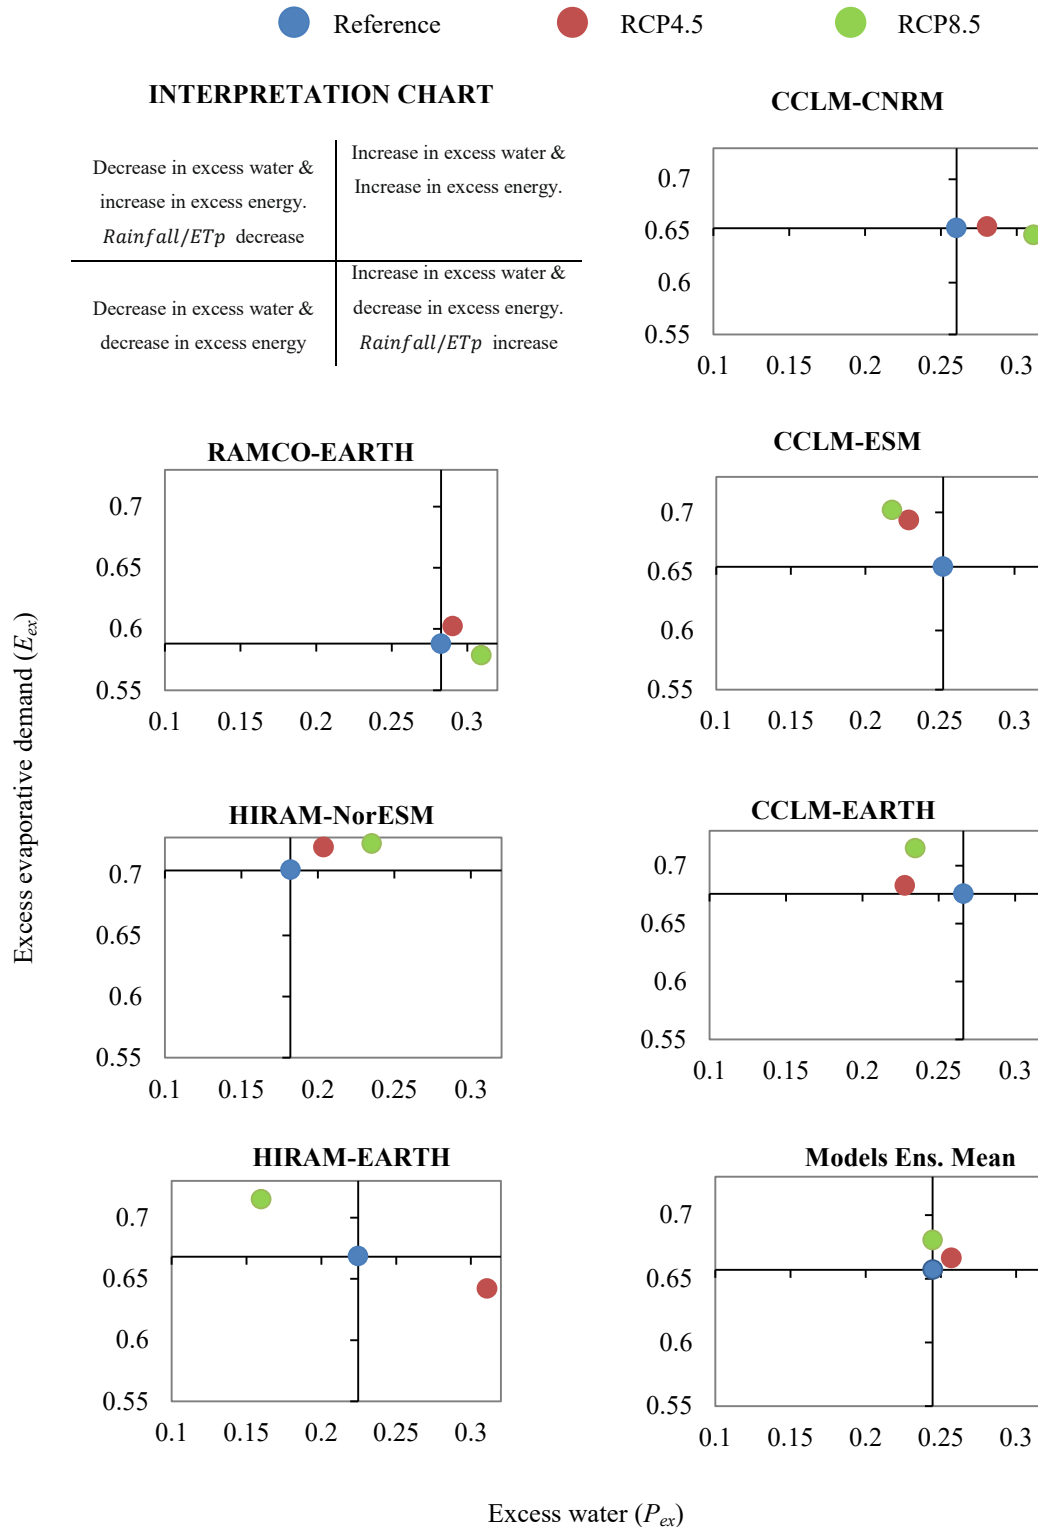 Reference RCP4.5 RCP8.5
INTERPRETATION CHART
Decrease in excess water &
increase in excess energy.
Rainfall/ETp decrease
Increase in excess water &
Increase in excess energy.
Decrease in excess water &
decrease in excess energy
Increase in excess water &
decrease in excess energy.
Rainfall/ETp increase
CCLM-CNRM
0.7
0.65
0.6
0.55
0.1 0.15 0.2 0.25 0.3
RAMCO-EARTH
0.7
0.65
0.6
0.55
0.1 0.15 0.2 0.25 0.3
CCLM-ESM
0.7
0.65
0.6
0.55
0.1 0.15 0.2 0.25 0.3
Excess evaporative demand (Eex)
HIRAM-NorESM
0.7
0.65
0.6
0.55
0.1 0.15 0.2 0.25 0.3
CCLM-EARTH
0.7
0.65
0.6
0.55
0.1 0.15 0.2 0.25 0.3
HIRAM-EARTH
0.7
0.65
0.6
0.55
0.1 0.15 0.2 0.25 0.3
Models Ens. Mean
0.7
0.65
0.6
0.55
0.1 0.15 0.2 0.25 0.3
Excess water (Pex)